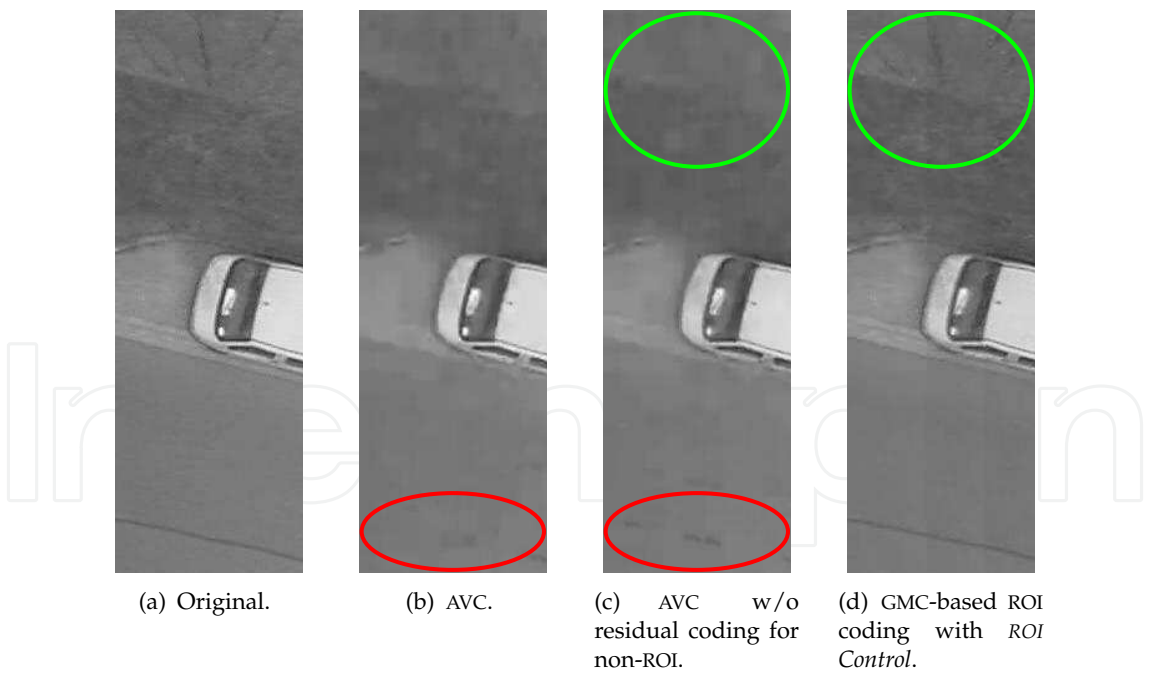 (a) Original.
(b) AVC.
(c) AVC w/o
residual coding for
non-ROI.
(d) GMC-based ROI
coding with ROI
Control.